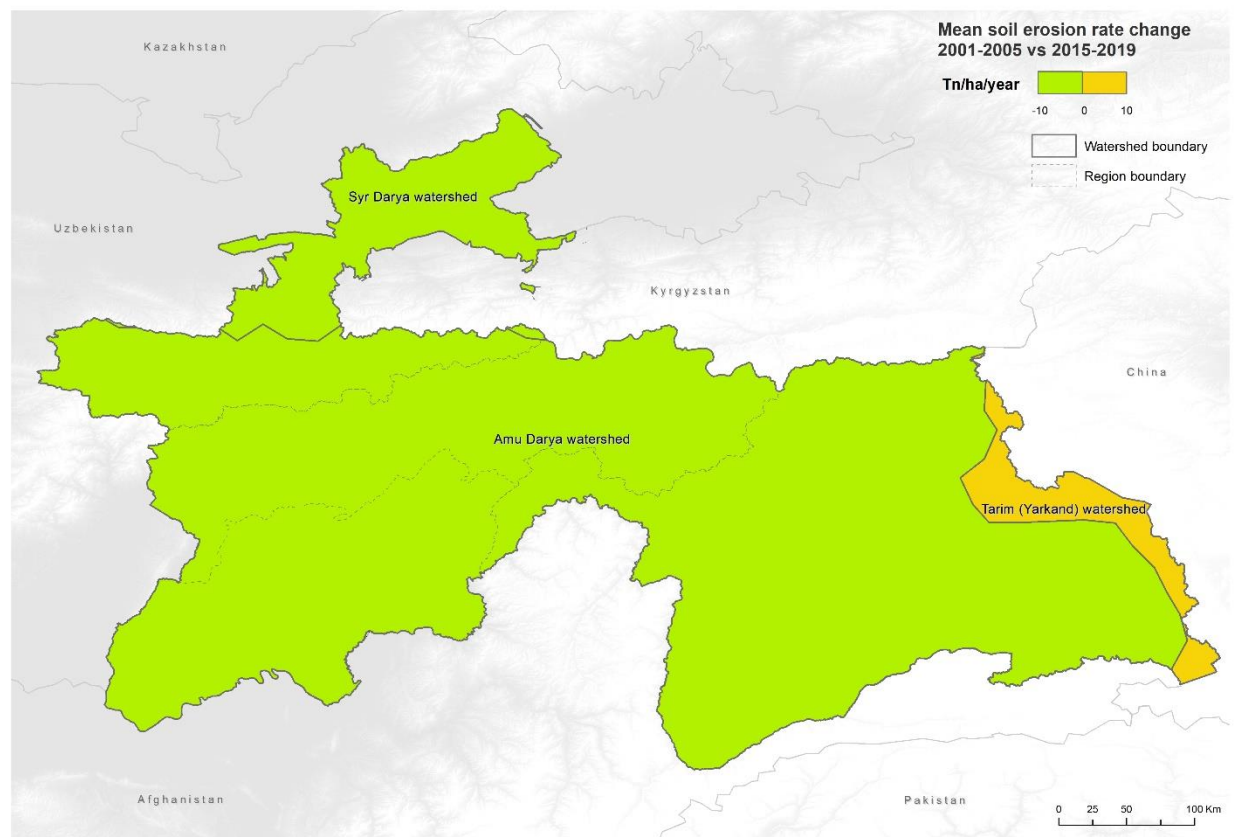 Mean soil erosion rate change
2001-2005 vs 2015-2019
Tn/ha/year
-10 0 10
Watershed boundary
Region boundary
Kazakhstan
Syr Darya watershed
Uzbekistan
Kyrgyzstan
China
Amu Darya watershed
Tarim (Yarkand) watershed
Afghanistan
Pakistan
0 25 50 100 Km